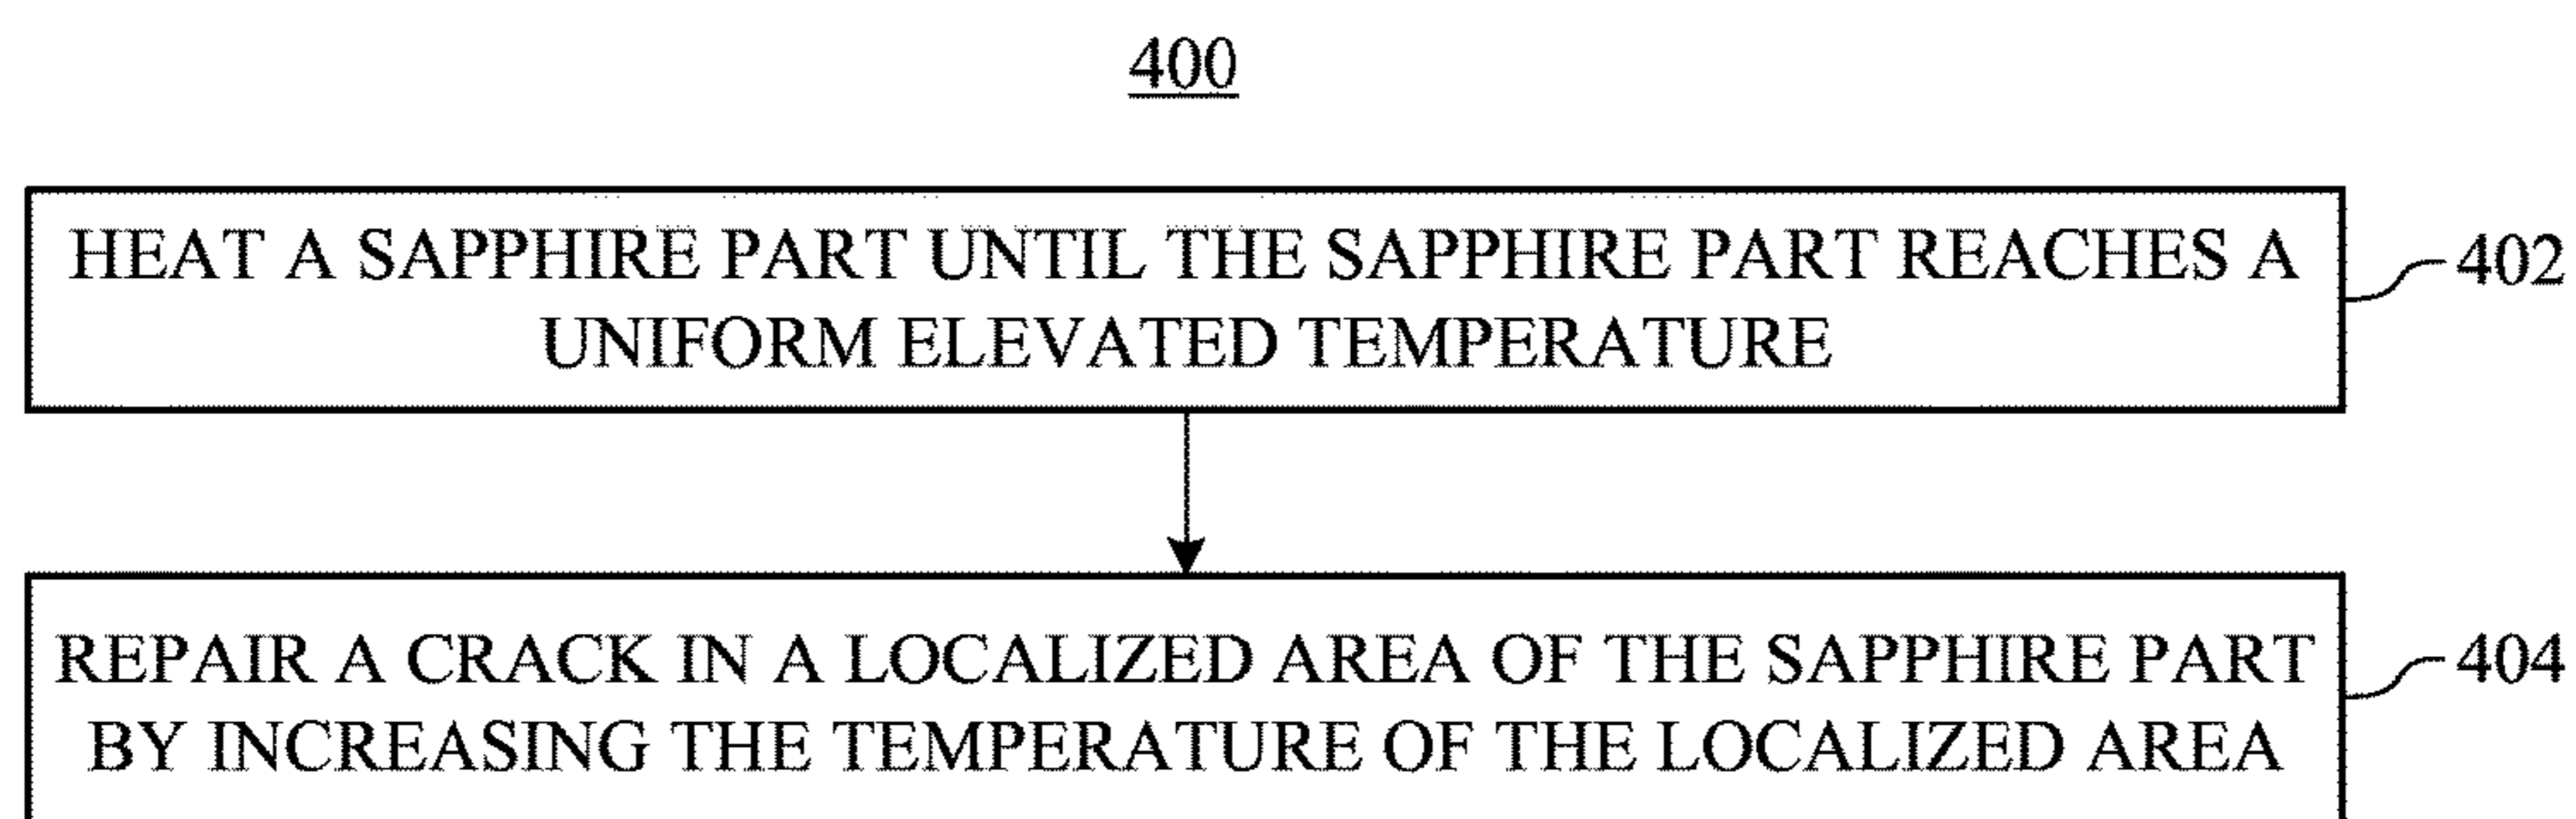 400
HEAT A SAPPHIRE PART UNTIL THE SAPPHIRE PART REACHES A
UNIFORM ELEVATED TEMPERATURE
402
REPAIR A CRACK IN A LOCALIZED AREA OF THE SAPPHIRE PART
BY INCREASING THE TEMPERATURE OF THE LOCALIZED AREA
404